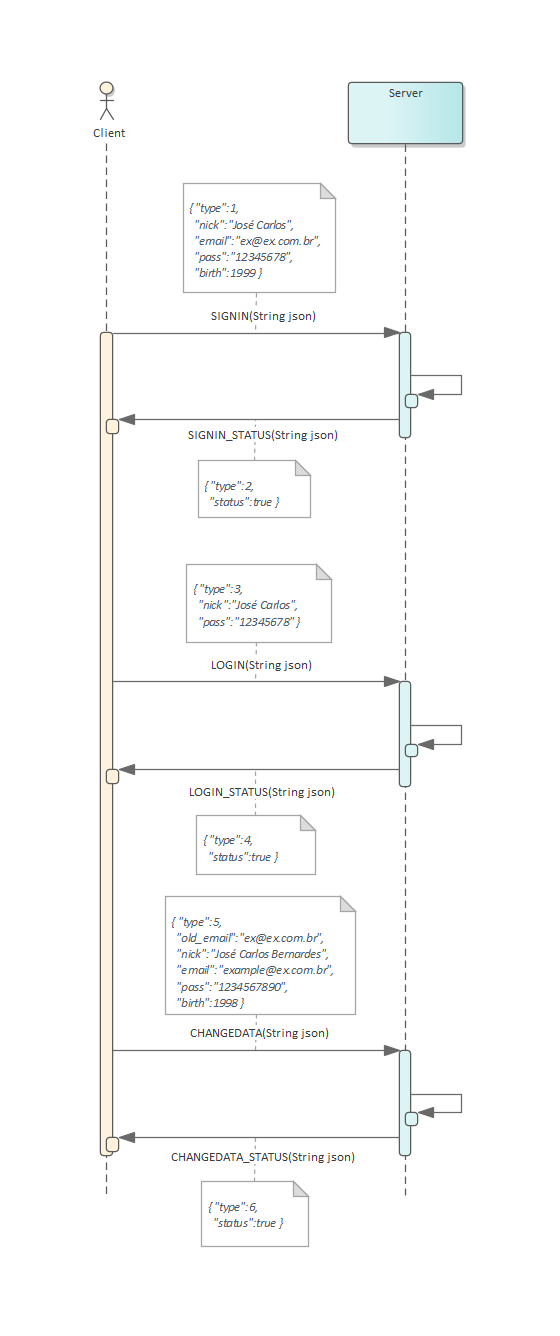 Server
Client
{ "type":1,
"nick":"José Carlos",
"email":"ex@ex.com.br",
"pass":"12345678",
"birth":1999 }
SIGNIN(String json)
SIGNIN_STATUS(String json)
{ "type":2,
"status":true }
{ "type":3,
"nick":"José Carlos",
"pass":"12345678" }
LOGIN(String json)
LOGIN_STATUS(String json)
{ "type":4,
"status":true }
{ "type":5,
"old_email":"ex@ex.com.br",
"nick":"José Carlos Bernardes",
"email":"example@ex.com.br",
"pass":"1234567890",
"birth":1998 }
CHANGEDATA(String json)
CHANGEDATA_STATUS(String json)
{ "type":6,
"status":true }